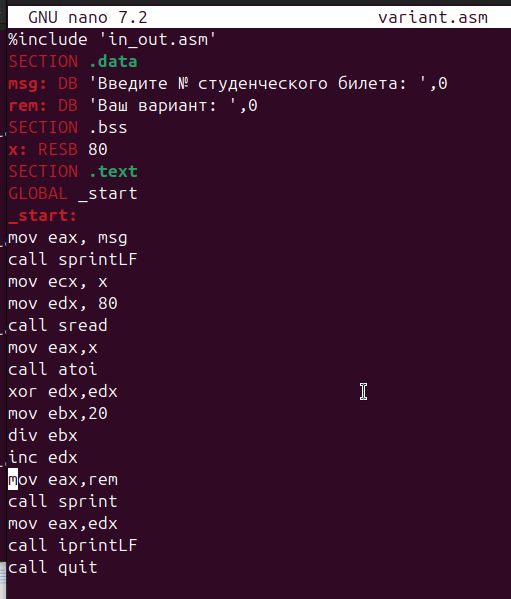 GNU nano 7.2 variant.asm
%include 'in_out.asm'
SECTION .data
msg: DB 'Введите № студенческого билета: ',0
rem: DB 'Ваш вариант: ',0
SECTION .bss
x: RESB 80
SECTION .text
GLOBAL _start
_start:
mov eax, msg
call sprintLF
mov ecx, x
mov edx, 80
call sread
mov eax,x
call atoi
xor edx,edx
mov ebx,20
div ebx
inc edx
mov eax,rem
call sprint
mov eax,edx
call iprintLF
call quit